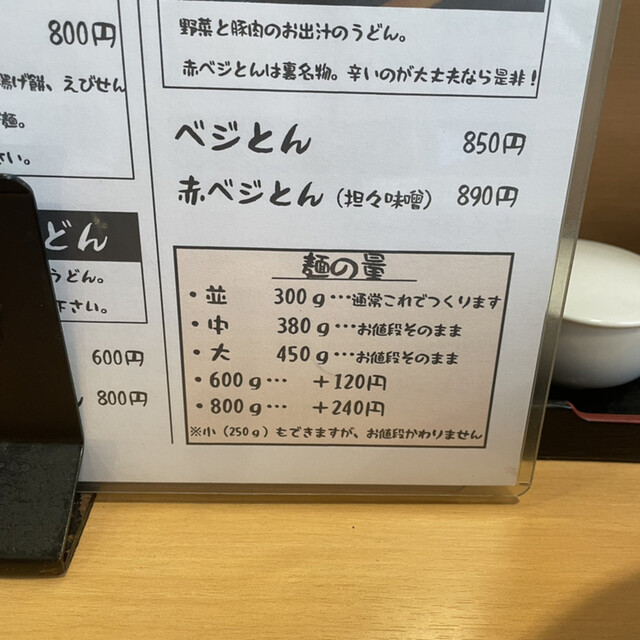 800円
揚げ餅、えびせん
麺。
さい。
どん
うどん。
下さい。
600円
800円
野菜と豚肉のお出汁のうどん。
赤ベジとんは裏名物。辛いのが大丈夫なら是非！
ベジとん 850円
赤ベジとん（担々味噌） 890円
麺の量
・並 300g…通常これでつくります
・中 380g…お値段そのまま
・大 450g…お値段そのまま
・600g… ＋120円
・800g… ＋240円
※小（250g）もできますが、お値段かわりません